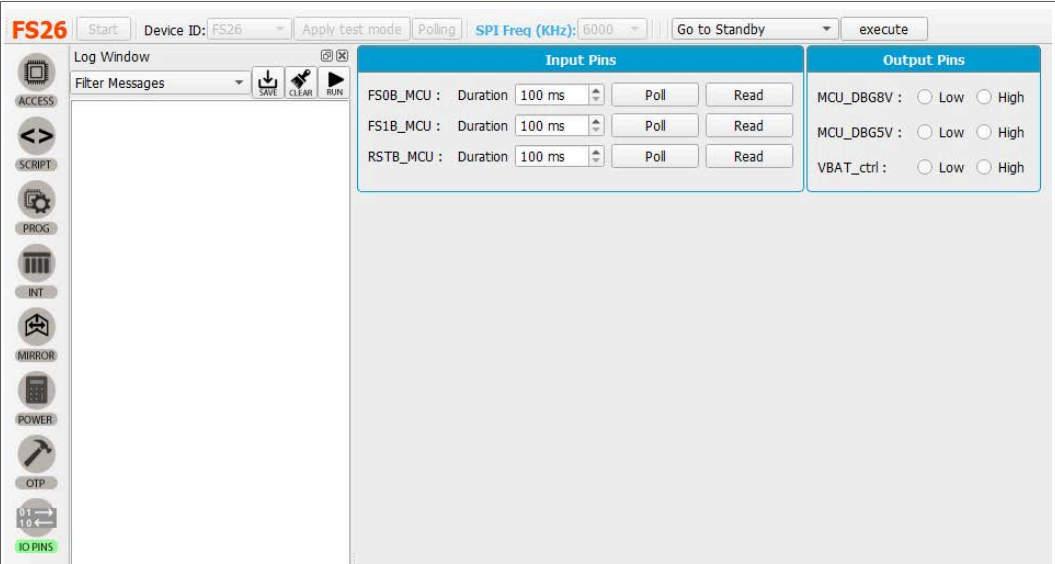 FS26 Start Device ID: FS26 Apply test mode Polling SPI Freq (KHz): 6000 Go to Standby execute
Log Window
Filter Messages SAVE CLEAR RUN
ACCESS
SCRIPT
PROG
INT
MIRROR
POWER
OTP
01
10
IO PINS
Input Pins
FS0B_MCU : Duration 100 ms Poll Read
FS1B_MCU : Duration 100 ms Poll Read
RSTB_MCU : Duration 100 ms Poll Read
Output Pins
MCU_DBG8V : Low High
MCU_DBG5V : Low High
VBAT_ctrl : Low High